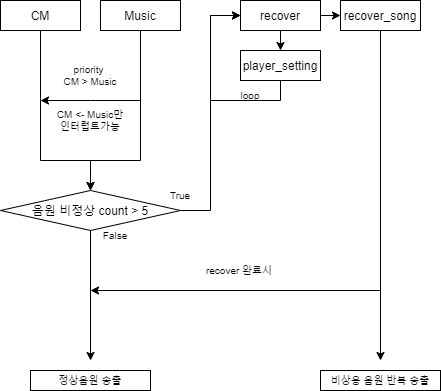 CM
Music
recover
recover_song
priority
CM > Music
player_setting
loop
CM <- Music만
인터럽트가능
True
음원 비정상 count > 5
False
recover 완료시
정상음원 송출
비상용 음원 반복 송출